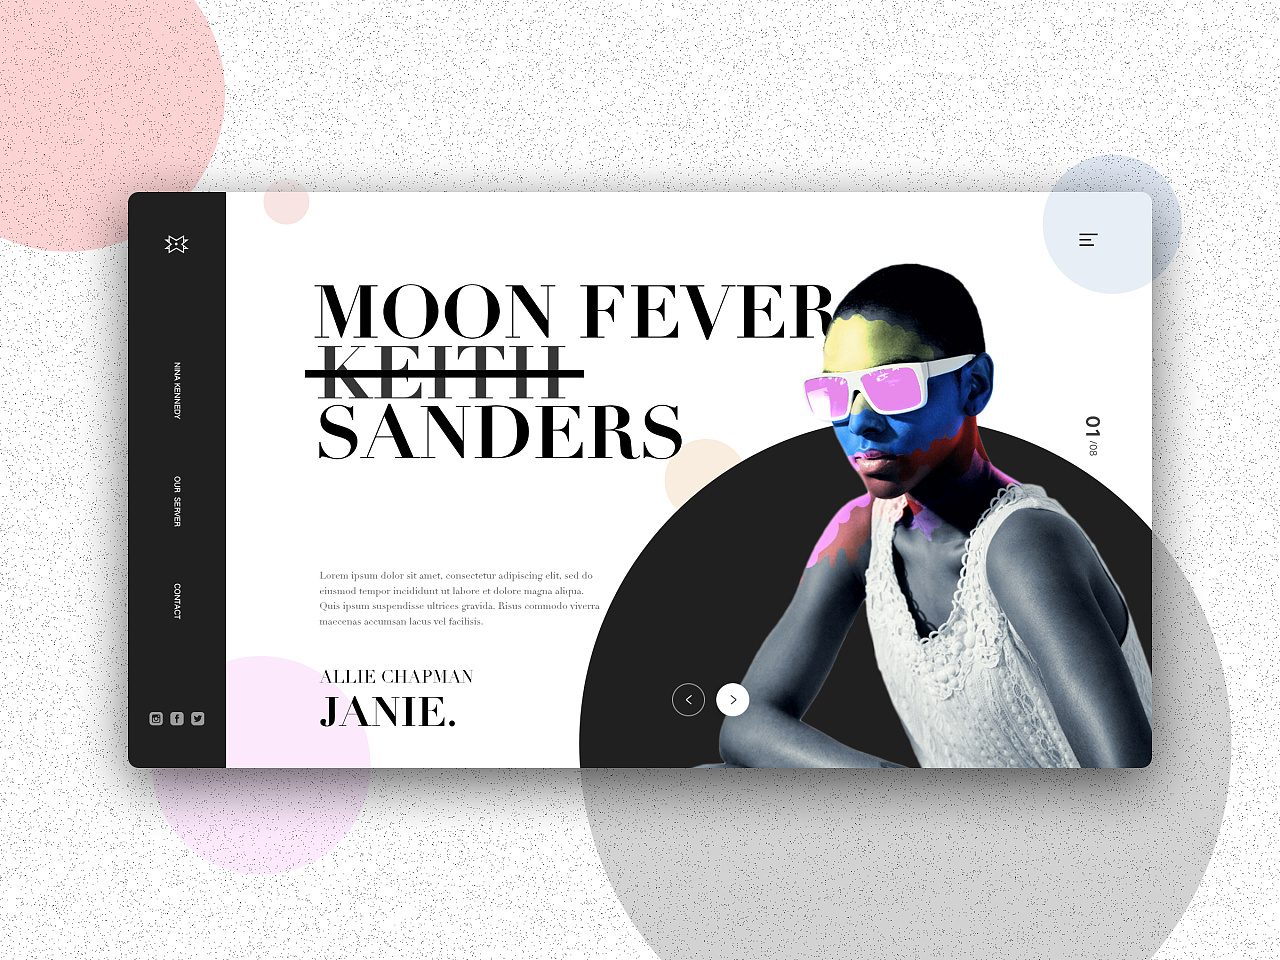 MOON FEVER
KEITH
SANDERS
NINA KENNEDY
OUR SERVER
CONTACT
01 /08
Lorem ipsum dolor sit amet, consectetur adipiscing elit, sed do
eiusmod tempor incididunt ut labore et dolore magna aliqua.
Quis ipsum suspendisse ultrices gravida. Risus commodo viverra
maecenas accumsan lacus vel facilisis.
ALLIE CHAPMAN
JANIE.